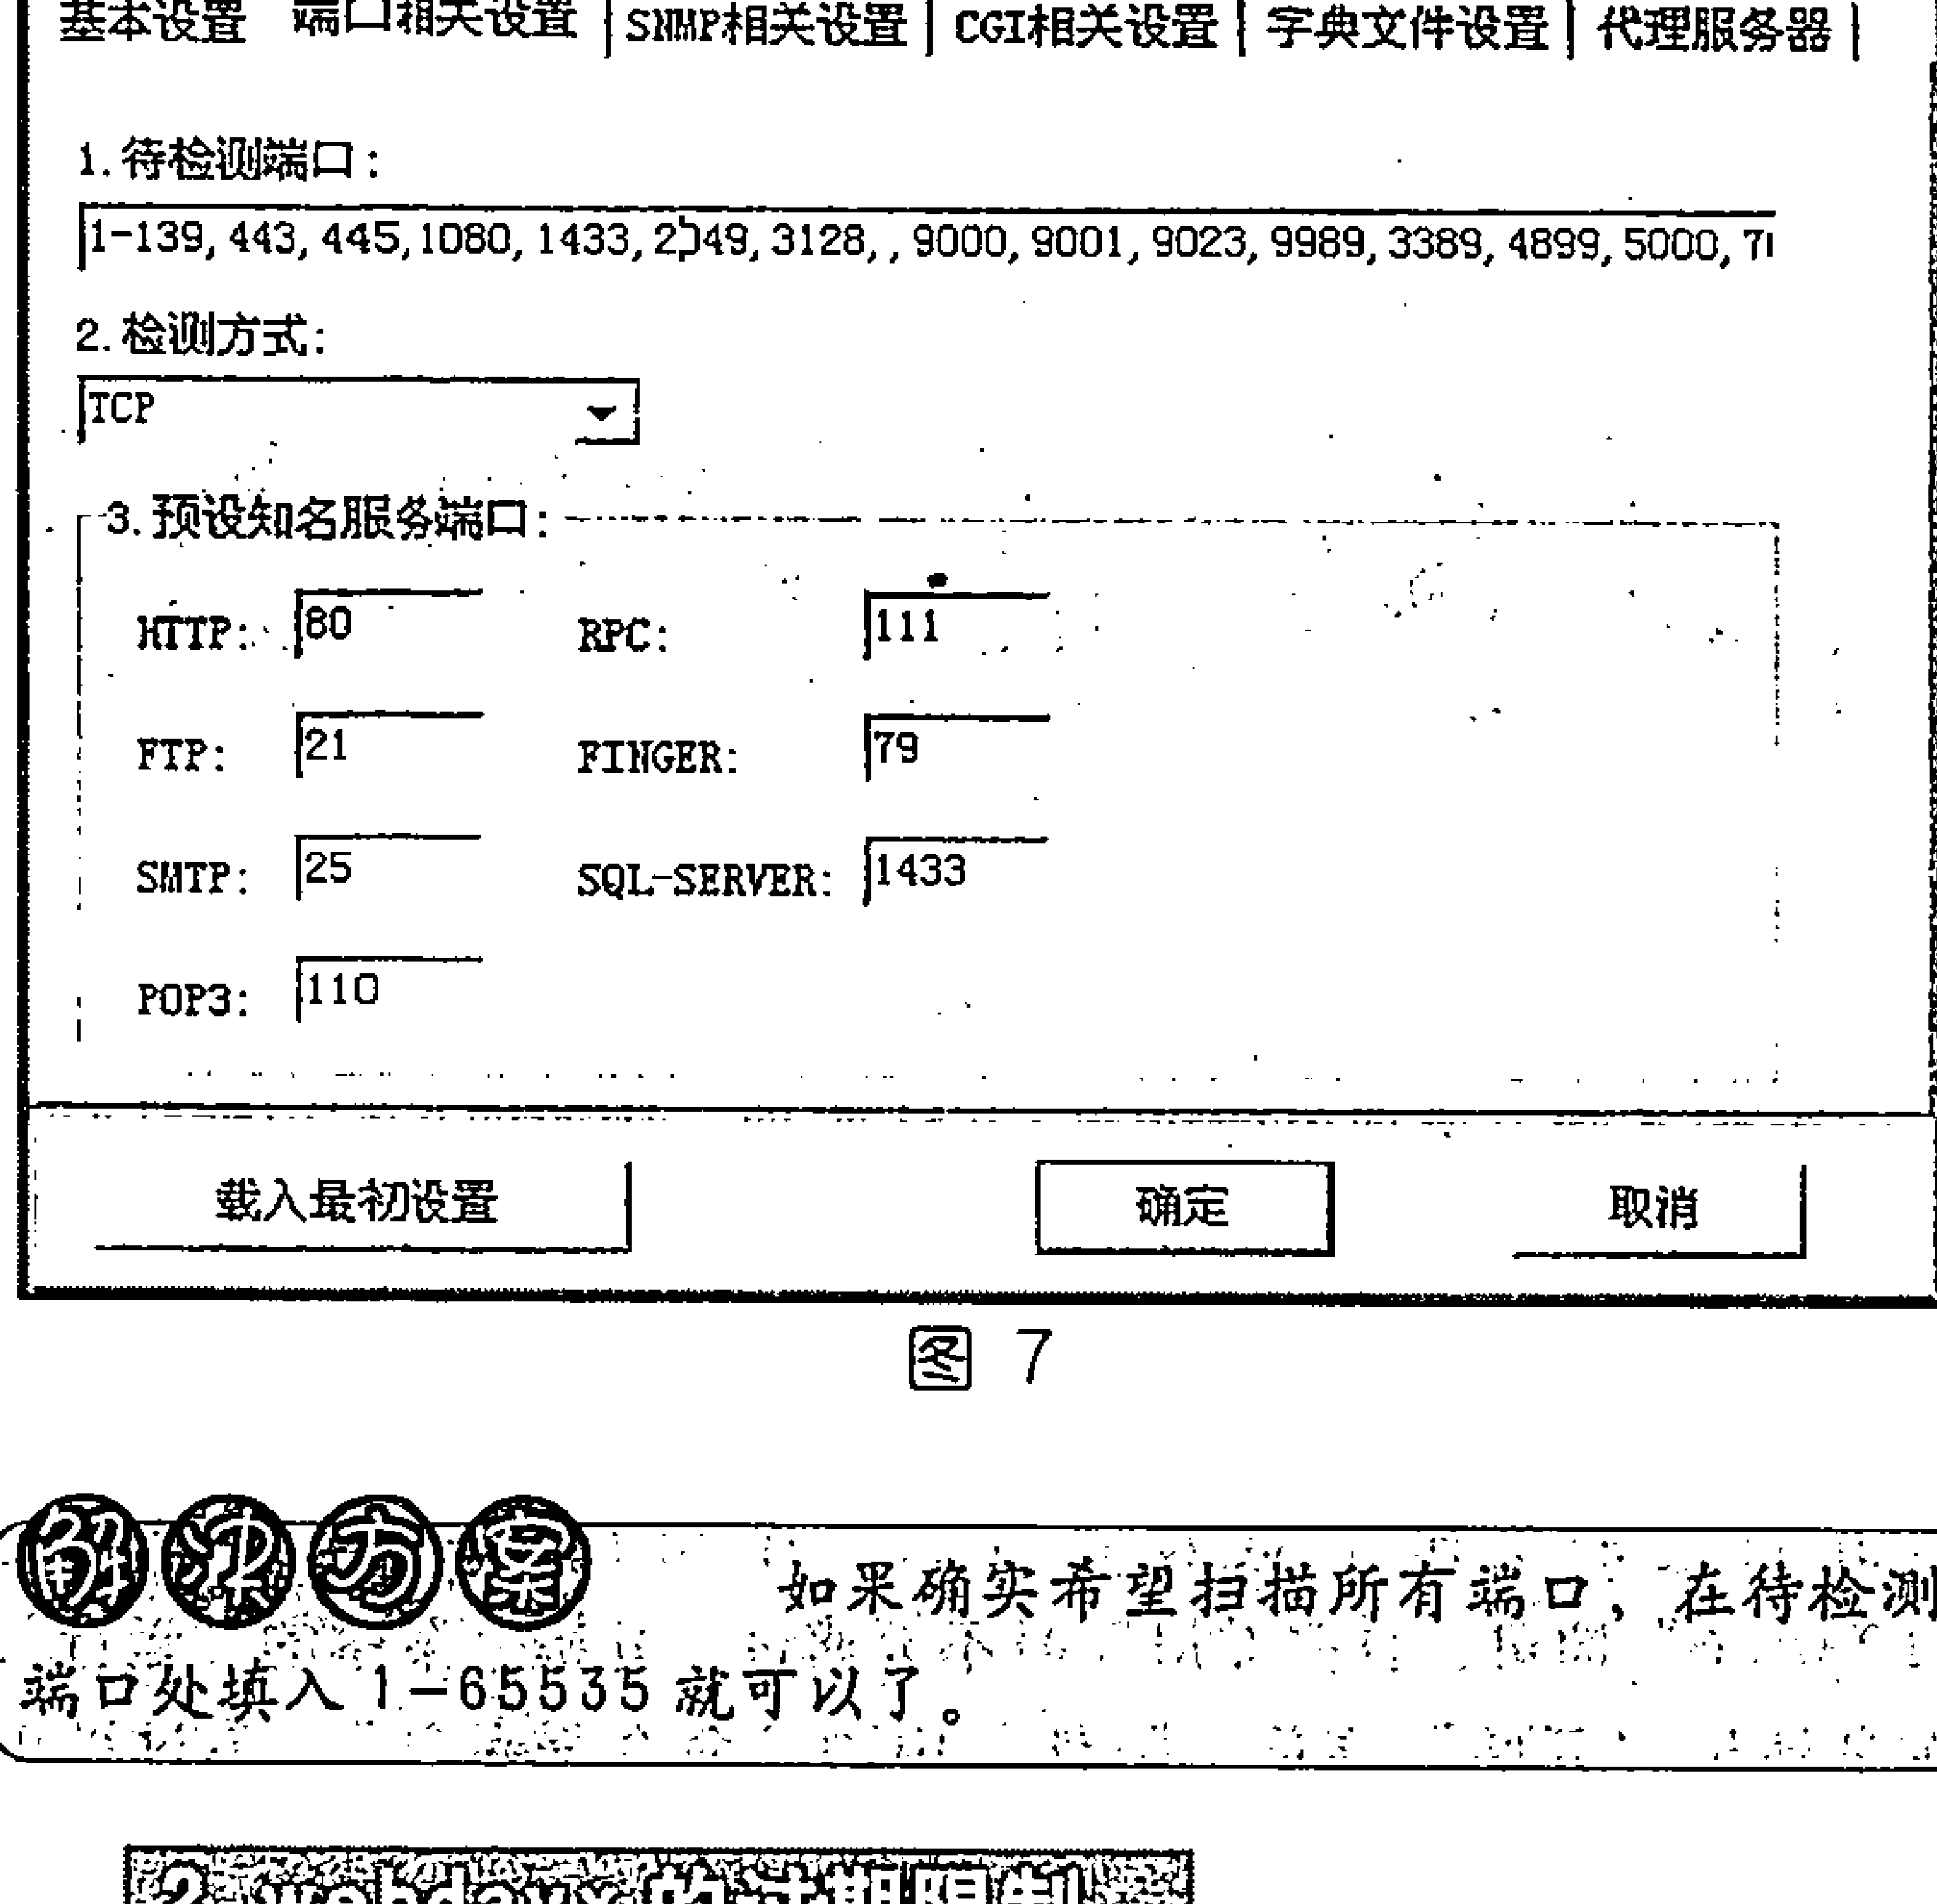 基本设置 端口相关设置 SNMP相关设置 CGI相关设置 字典文件设置 代理服务器
1.待检测端口:
1-139,443,445,1080,1433,2049,3128,,9000,9001,9023,9989,3389,4899,5000,7
2.检测方式:
TCP
3.预设知名服务端口:
HTTP: 80 RPC: 111
FTP: 21 FINGER: 79
SMTP: 25 SQL-SERVER: 1433
POP3: 110
载入最初设置 确定 取消
图 7
解决方案 如果确实希望扫描所有端口，在待检测
端口处填入1-65535就可以了。